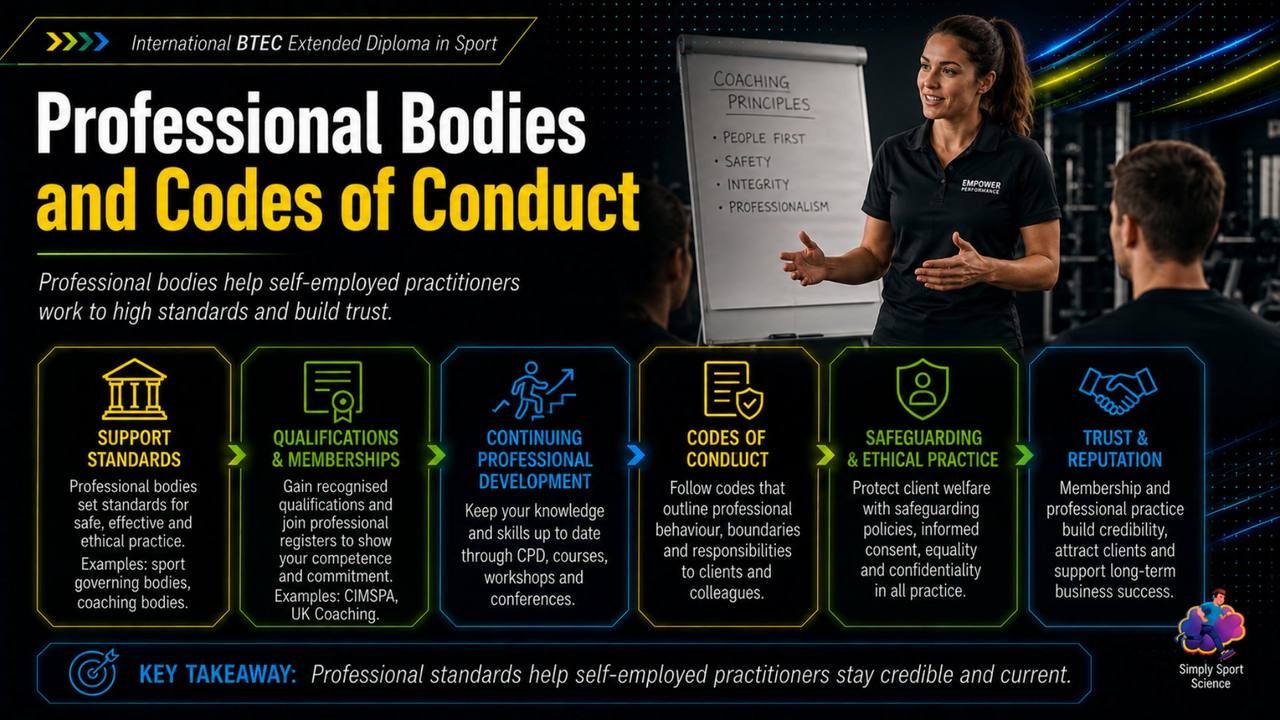 International BTEC Extended Diploma in Sport
Professional Bodies
and Codes of Conduct
Professional bodies help self-employed practitioners
work to high standards and build trust.
COACHING
PRINCIPLES
• PEOPLE FIRST
• SAFETY
• INTEGRITY
• PROFESSIONALISM
EMPOWER
PERFORMANCE
SUPPORT
STANDARDS
Professional bodies
set standards for
safe, effective and
ethical practice.
Examples: sport
governing bodies,
coaching bodies.
QUALIFICATIONS
& MEMBERSHIPS
Gain recognised
qualifications and
join professional
registers to show
your competence
and commitment.
Examples: CIMSPA,
UK Coaching.
CONTINUING
PROFESSIONAL
DEVELOPMENT
Keep your knowledge
and skills up to date
through CPD, courses,
workshops and
conferences.
CODES OF
CONDLUCT
Follow codes that
outline professional
behaviour, boundaries
and responsibilities
to clients and
colleagues.
SAFEGUARDING
& ETHICAL PRACTICE
Protect client welfare
with safeguarding
policies, informed
consent, equality
and confidentiality
in all practice.
TRUST &
REPUTATION
Membership and
professional practice
build credibility,
attract clients and
support long-term
business success.
KEY TAKEAWAY: Professional standards help self-employed practitioners stay credible and current.
Simply Sport
Science